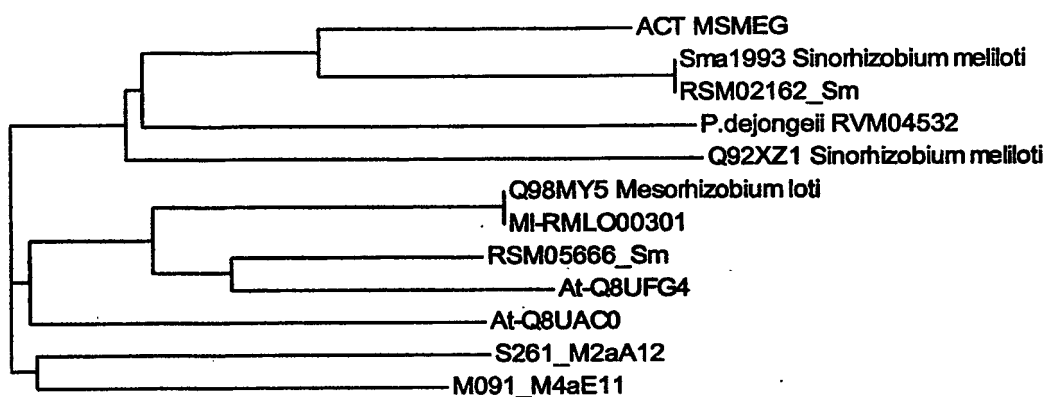 ACT MSMEG
Sma1993 Sinorhizobium meliloti
RSM02162_Sm
P.dejongeii RVM04532
Q92XZ1 Sinorhizobium meliloti
Q98MY5 Mesorhizobium loti
Ml-RMLO00301
RSM05666_Sm
At-Q8UFG4
At-Q8UAC0
S261_M2aA12
M091_M4aE11